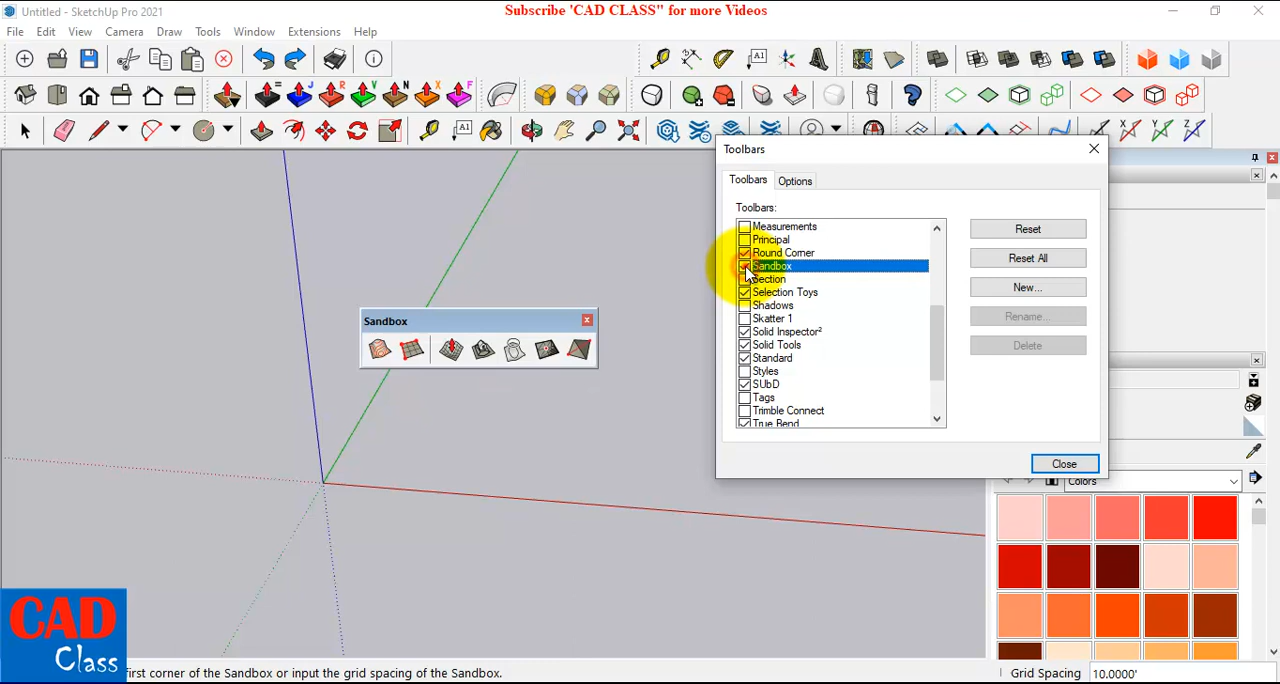 Untitled - SketchUp Pro 2021
Subscribe 'CAD CLASS" for more Videos
File Edit View Camera Draw Tools Window Extensions Help
A1
= J R V N X F
A1
X Y Z
Toolbars
Toolbars Options
Toolbars:
Measurements
Principal
Round Corner
Sandbox
Section
Selection Toys
Shadows
Skatter 1
Solid Inspector²
Solid Tools
Standard
Styles
SUbD
Tags
Trimble Connect
True Bend
Reset
Reset All
New...
Rename...
Delete
Close
Sandbox
Colors
CAD
Class
first corner of the Sandbox or input the grid spacing of the Sandbox.
Grid Spacing 10.0000'